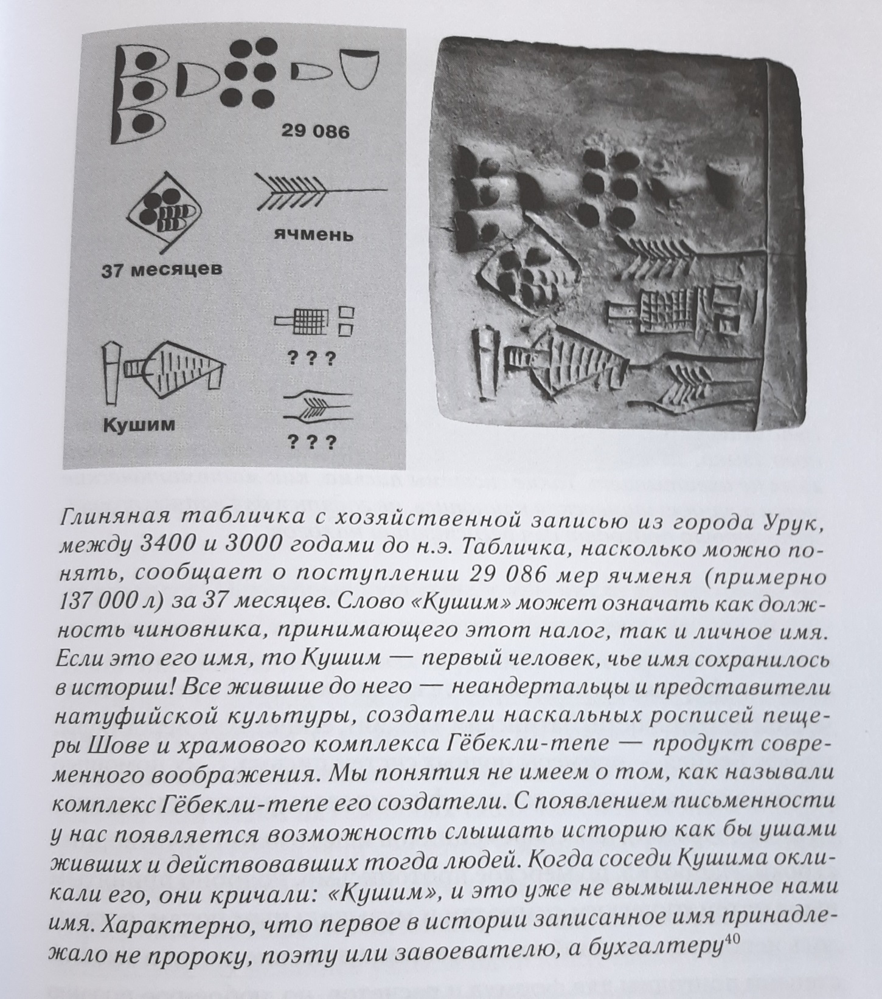 29 086
ячмень
37 месяцев
? ? ?
Кушим
? ? ?
Глиняная табличка с хозяйственной записью из города Урук,
между 3400 и 3000 годами до н.э. Табличка, насколько можно по-
нять, сообщает о поступлении 29 086 мер ячменя (примерно
137 000 л) за 37 месяцев. Слово «Кушим» может означать как долж-
ность чиновника, принимающего этот налог, так и личное имя.
Если это его имя, то Кушим — первый человек, чье имя сохранилось
в истории! Все жившие до него — неандертальцы и представители
натуфийской культуры, создатели наскальных росписей пеще-
ры Шове и храмового комплекса Гёбекли-тепе — продукт совре-
менного воображения. Мы понятия не имеем о том, как называли
комплекс Гёбекли-тепе его создатели. С появлением письменности
у нас появляется возможность слышать историю как бы ушами
живших и действовавших тогда людей. Когда соседи Кушима окли-
кали его, они кричали: «Кушим», и это уже не вымышленное нами
имя. Характерно, что первое в истории записанное имя принадле-
жало не пророку, поэту или завоевателю, а бухгалтеру40